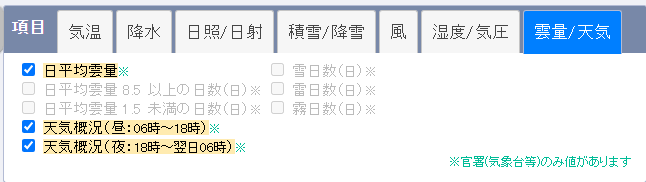 項目 気温 降水 日照/日射 積雪/降雪 風 湿度/気圧 雲量/天気
日平均雲量※ 雪日数(日)※
日平均雲量 8.5 以上の日数(日)※ 雷日数(日)※
日平均雲量 1.5 未満の日数(日)※ 霧日数(日)※
天気概況(昼:06時～18時)※
天気概況(夜:18時～翌日06時)※
※官署(気象台等)のみ値があります